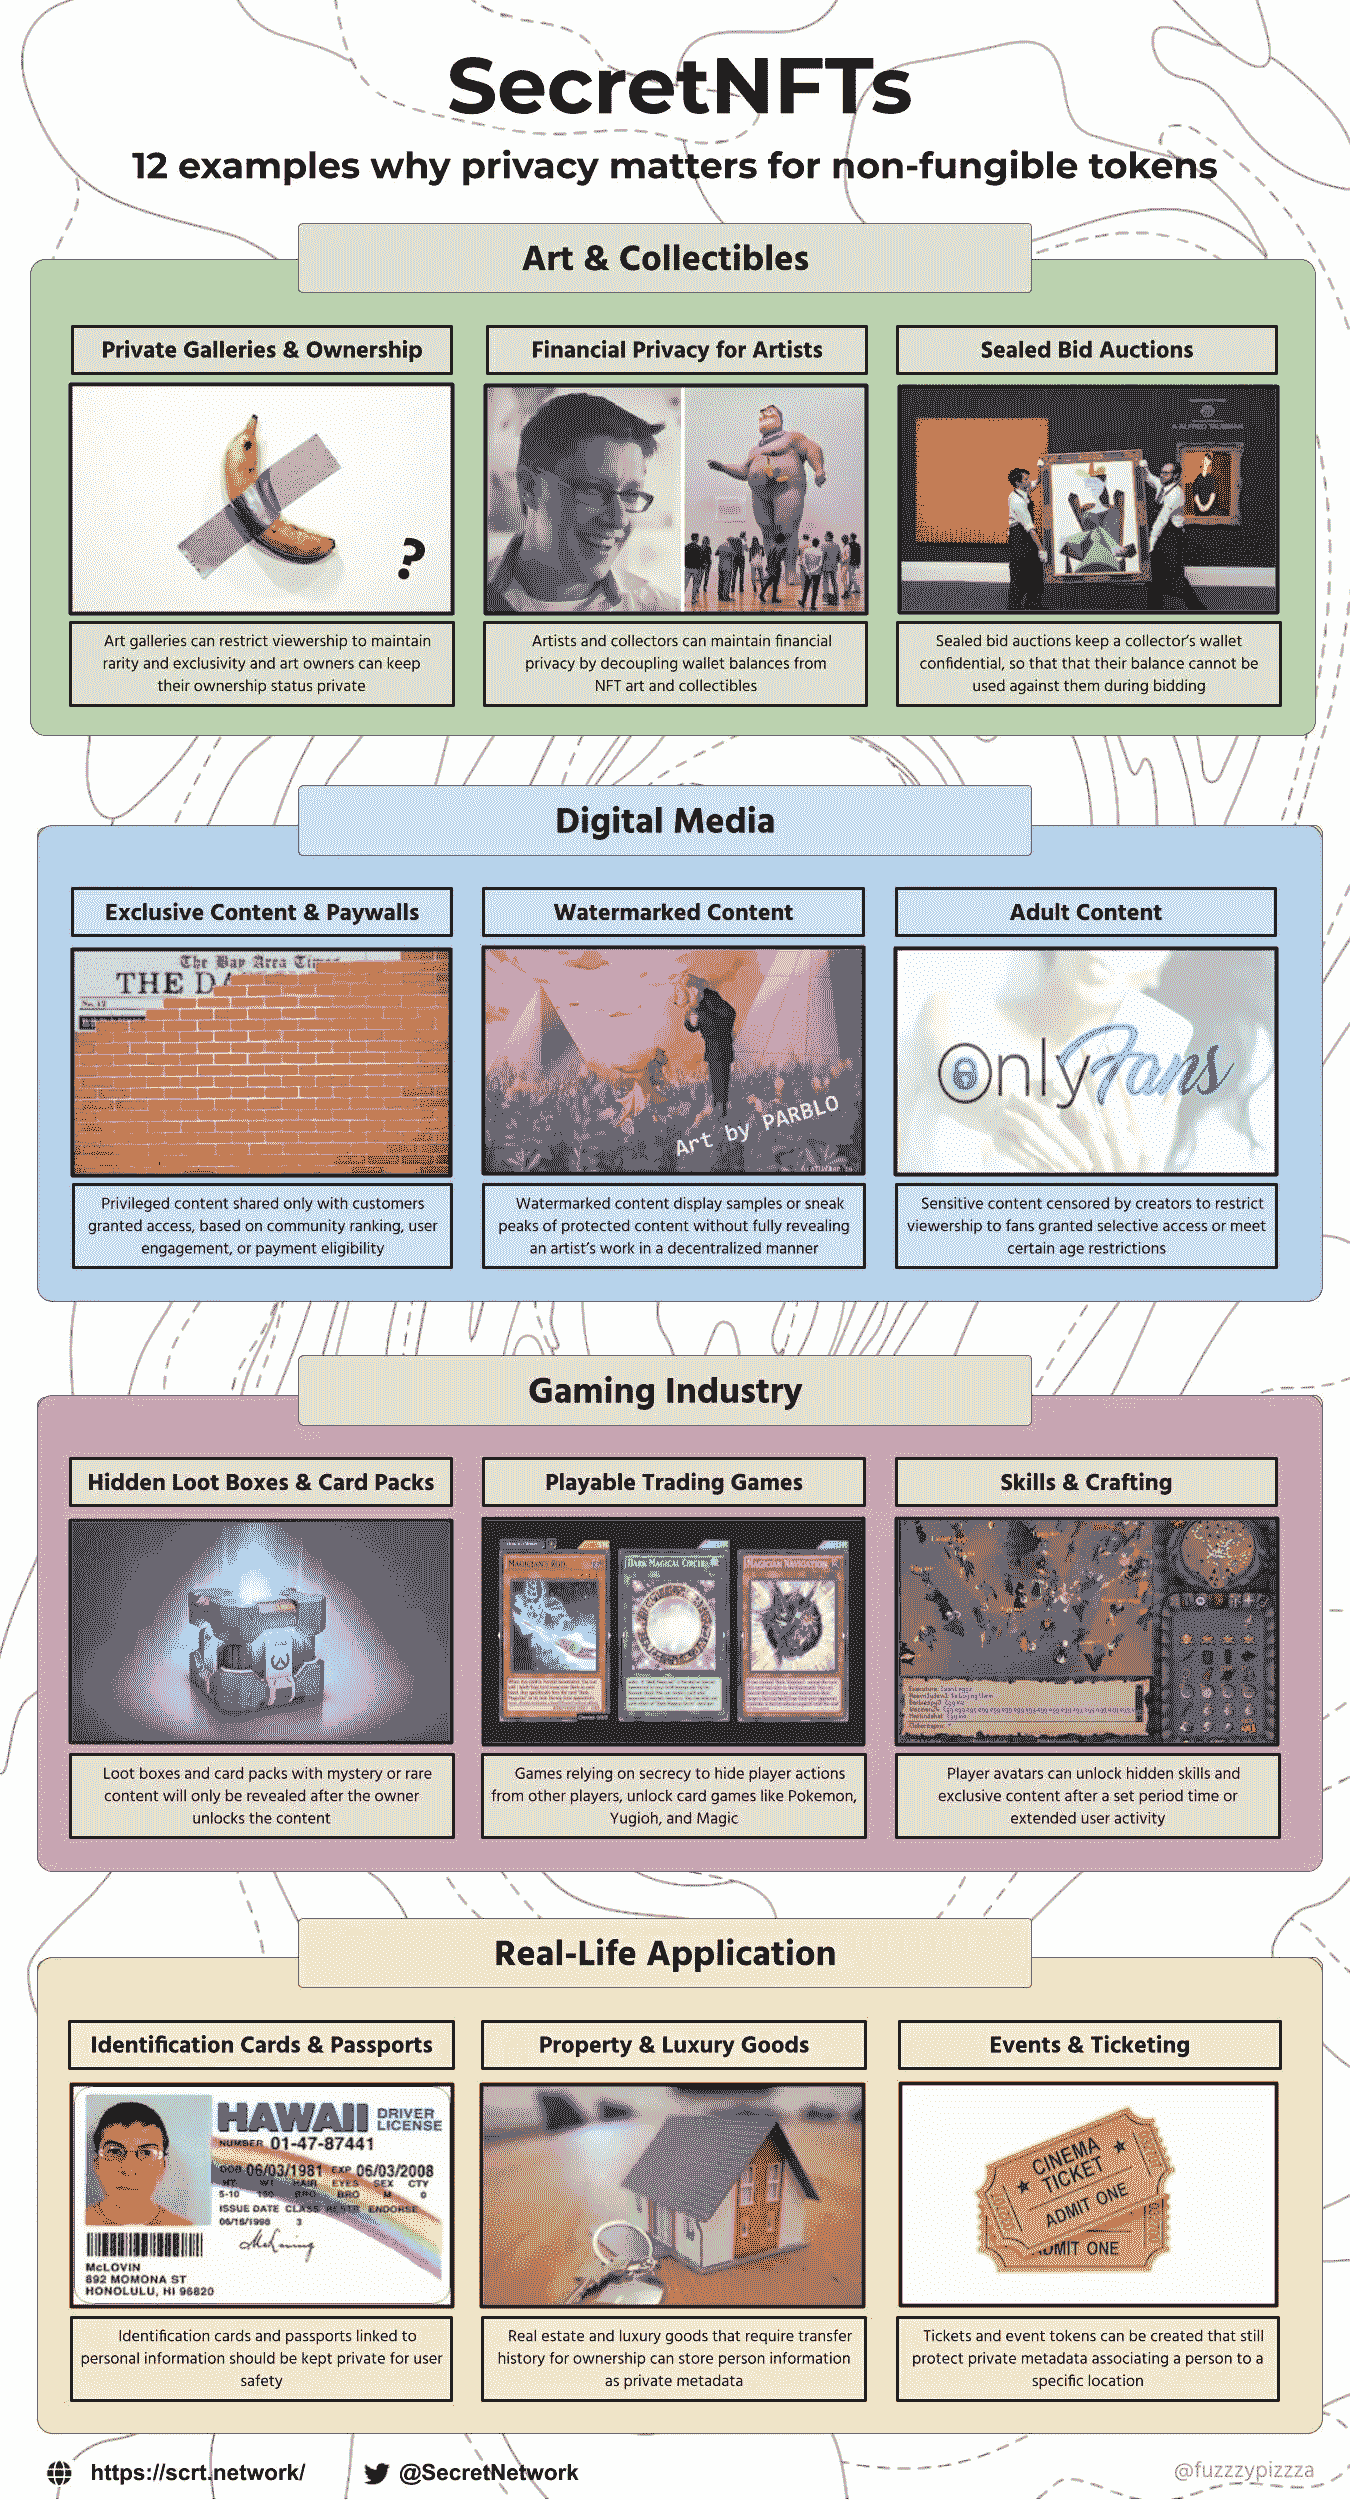 SecretNFTs
12 examples why privacy matters for non-fungible tokens
Art & Collectibles
Private Galleries & Ownership
?
Art galleries can restrict viewership to maintain
rarity and exclusivity and art owners can keep
their ownership status private
Financial Privacy for Artists
Artists and collectors can maintain financial
privacy by decoupling wallet balances from
NFT art and collectibles
Sealed Bid Auctions
Sealed bid auctions keep a collector's wallet
confidential, so that that their balance cannot be
used against them during bidding
Digital Media
Exclusive Content & Paywalls
The Bay Area Times
THE DA
No. 12
Privileged content shared only with customers
granted access, based on community ranking, user
engagement, or payment eligibility
Watermarked Content
Art by PARBLO
Watermarked content display samples or sneak
peaks of protected content without fully revealing
an artist's work in a decentralized manner
Adult Content
OnlyFans
Sensitive content censored by creators to restrict
viewership to fans granted selective access or meet
certain age restrictions
Gaming Industry
Hidden Loot Boxes & Card Packs
Loot boxes and card packs with mystery or rare
content will only be revealed after the owner
unlocks the content
Playable Trading Games
MAGICIAN'S ROD
DARK MAGICAL CIRCLE
MAGICIAN NAVIGATION
Games relying on secrecy to hide player actions
from other players, unlock card games like Pokemon,
Yugioh, and Magic
Skills & Crafting
Player avatars can unlock hidden skills and
exclusive content after a set period time or
extended user activity
Real-Life Application
Identification Cards & Passports
HAWAII DRIVER
LICENSE
NUMBER 01-47-87441
DOB 06/03/1981 EXP 06/03/2008
HT WT HAIR EYES SEX CTY
5-10 150 BRO BRO M 0
ISSUE DATE CLASS RESTR ENDORSE
06/18/1998 3
McLOVIN
892 MOMONA ST
HONOLULU, HI 96820
Identification cards and passports linked to
personal information should be kept private for user
safety
Property & Luxury Goods
Real estate and luxury goods that require transfer
history for ownership can store person information
as private metadata
Events & Ticketing
CINEMA
TICKET
ADMIT ONE
ADMIT ONE
Tickets and event tokens can be created that still
protect private metadata associating a person to a
specific location
https://scrt.network/
@SecretNetwork
@fuzzzypizzza